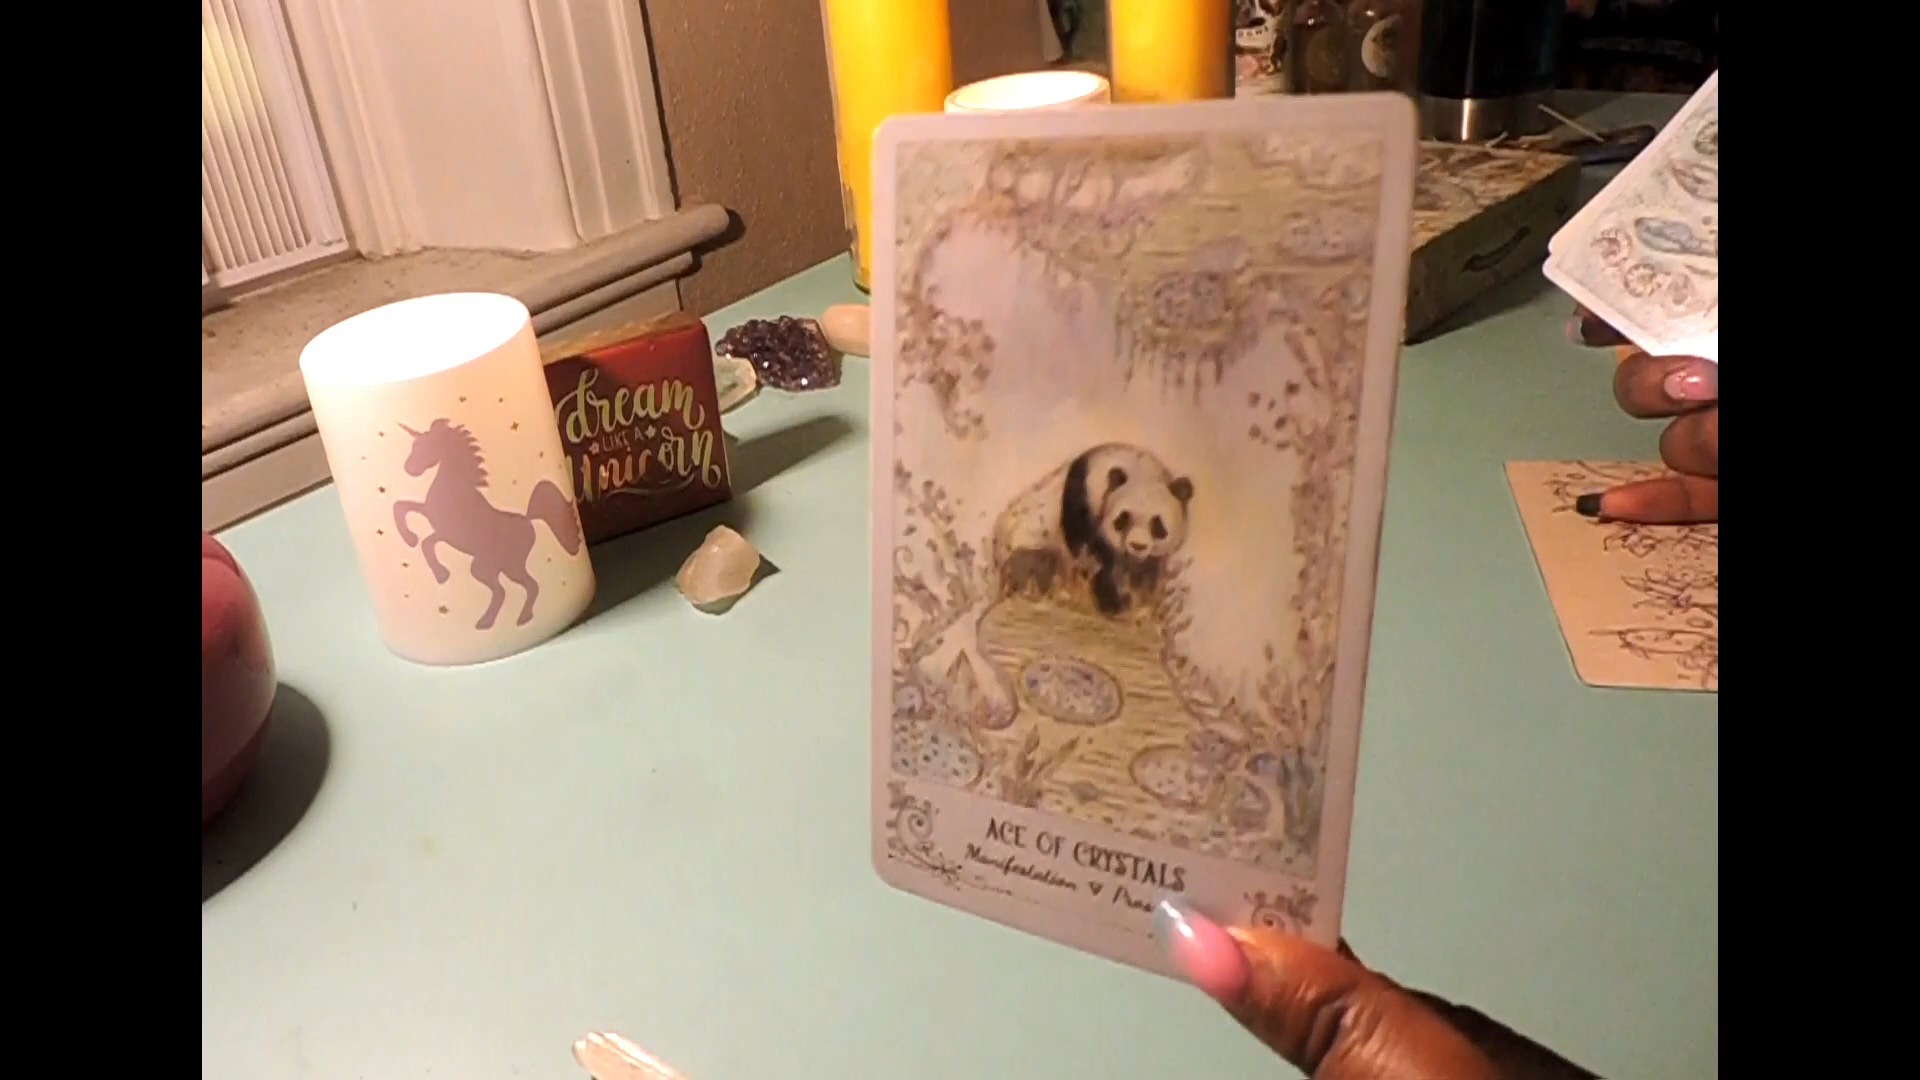 dream
LIKE A
Unicorn
ACE OF CRYSTALS
Manifestation